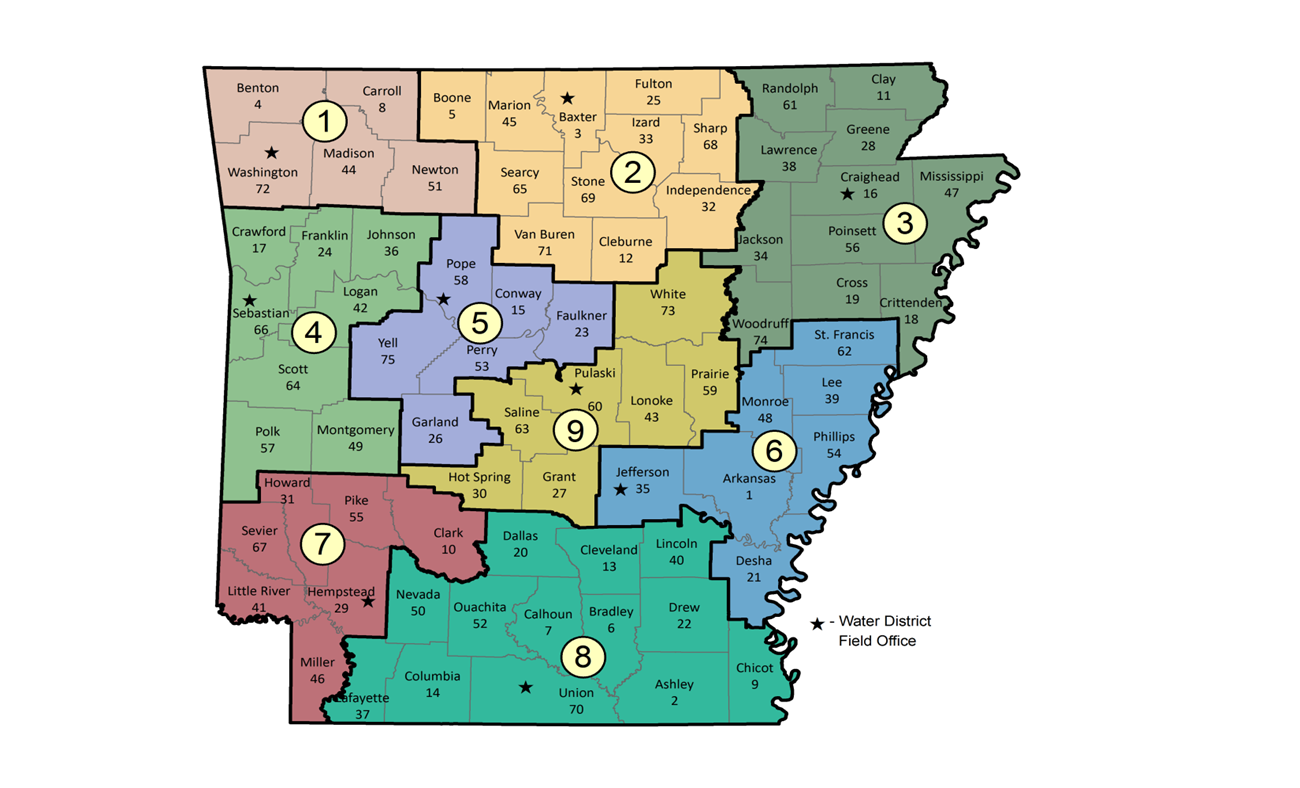 Benton
4
Carroll
8
1
Washington
72
Madison
44
Newton
51
Boone
5
Marion
45
Baxter
3
Fulton
25
Izard
33
Sharp
68
2
Searcy
65
Stone
69
Independence
32
Van Buren
71
Cleburne
12
Randolph
61
Clay
11
Greene
28
Lawrence
38
Craighead
16
Mississippi
47
3
Jackson
34
Poinsett
56
Cross
19
Crittenden
18
Woodruff
74
Crawford
17
Franklin
24
Johnson
36
Logan
42
Sebastian
66
4
Scott
64
Polk
57
Montgomery
49
Pope
58
Conway
15
Faulkner
23
5
Yell
75
Perry
53
Garland
26
White
73
Pulaski
60
Prairie
59
Lonoke
43
Saline
63
9
Hot Spring
30
Grant
27
St. Francis
62
Lee
39
Monroe
48
Phillips
54
6
Jefferson
35
Arkansas
1
Desha
21
Howard
31
Pike
55
Clark
10
Sevier
67
7
Little River
41
Hempstead
29
Miller
46
Dallas
20
Cleveland
13
Lincoln
40
Nevada
50
Ouachita
52
Calhoun
7
Bradley
6
Drew
22
8
Columbia
14
Lafayette
37
Union
70
Ashley
2
Chicot
9
★ - Water District
Field Office